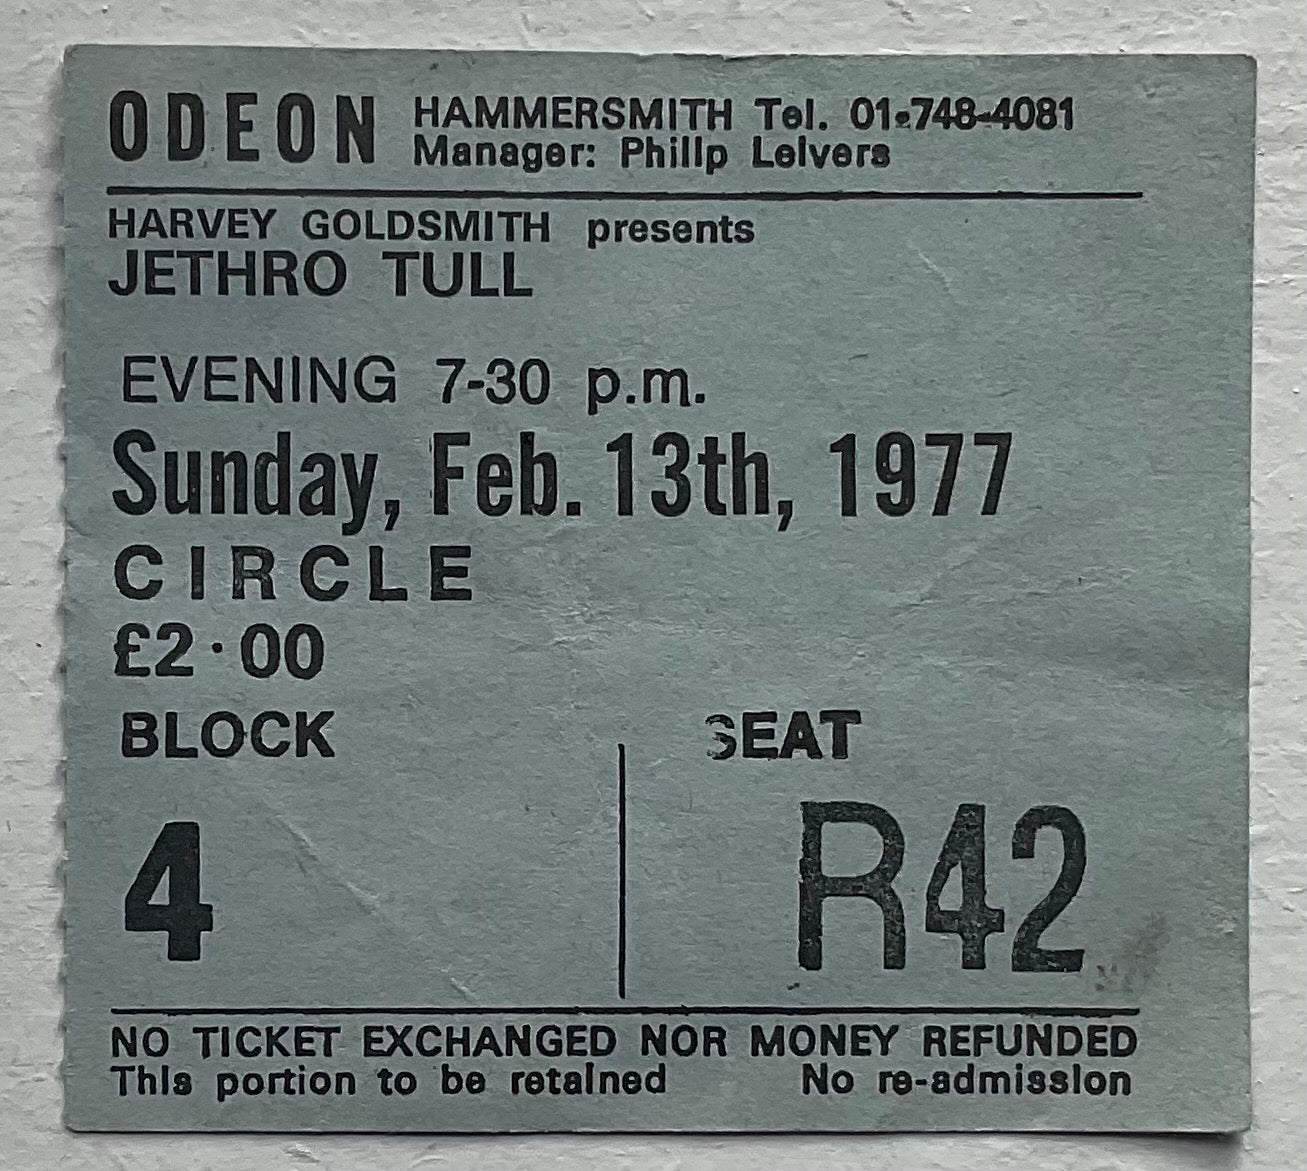 ODEON HAMMERSMITH Tel. 01-748-4081
Manager: Philip Leivers
HARVEY GOLDSMITH presents
JETHRO TULL
EVENING 7-30 p.m.
Sunday, Feb. 13th, 1977
CIRCLE
£2·00
BLOCK SEAT
4 R42
NO TICKET EXCHANGED NOR MONEY REFUNDED
This portion to be retained No re-admission